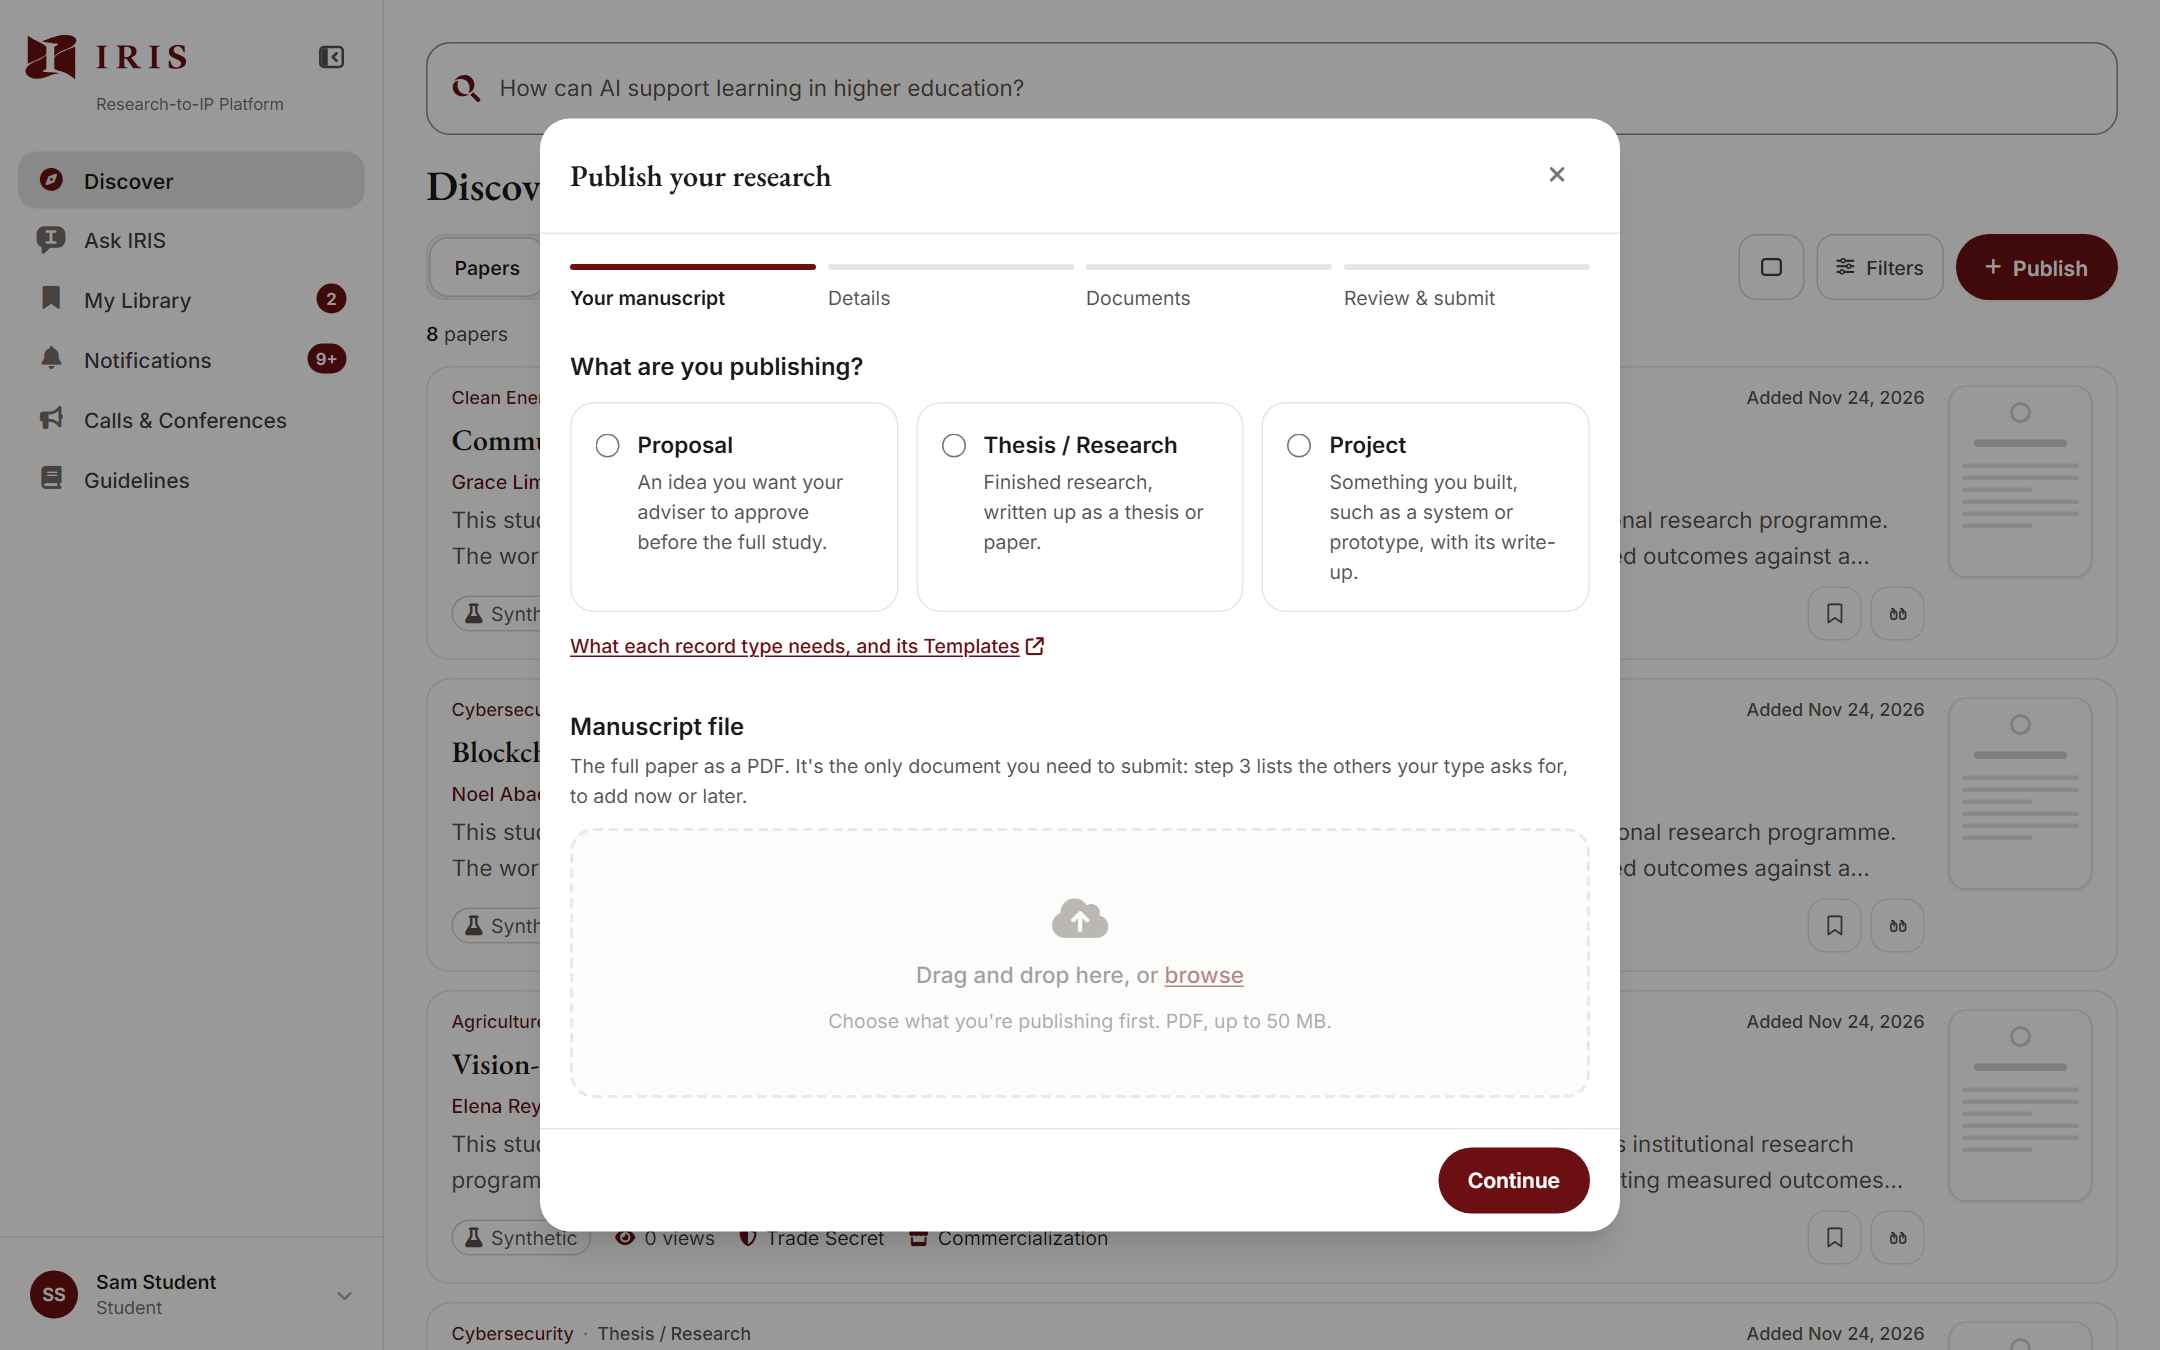 IRIS
Research-to-IP Platform
Discover
Ask IRIS
My Library
2
Notifications
9+
Calls & Conferences
Guidelines
SS
Sam Student
Student
How can AI support learning in higher education?
Discov
Papers
Filters
+ Publish
8 papers
Clean Ener
Added Nov 24, 2026
Commu
Grace Lim
This stud
nal research programme.
The wor
d outcomes against a...
Synth
Cybersecu
Added Nov 24, 2026
Blockch
Noel Abad
This stud
onal research programme.
The wor
d outcomes against a...
Synth
Agriculture
Added Nov 24, 2026
Vision-
Elena Rey
This stud
s institutional research
program
ting measured outcomes...
Synthetic
0 views
Trade Secret
Commercialization
Cybersecurity · Thesis / Research
Added Nov 24, 2026
Publish your research
Your manuscript
Details
Documents
Review & submit
What are you publishing?
Proposal
An idea you want your
adviser to approve
before the full study.
Thesis / Research
Finished research,
written up as a thesis or
paper.
Project
Something you built,
such as a system or
prototype, with its write-
up.
What each record type needs, and its Templates
Manuscript file
The full paper as a PDF. It's the only document you need to submit: step 3 lists the others your type asks for,
to add now or later.
Drag and drop here, or browse
Choose what you're publishing first. PDF, up to 50 MB.
Continue